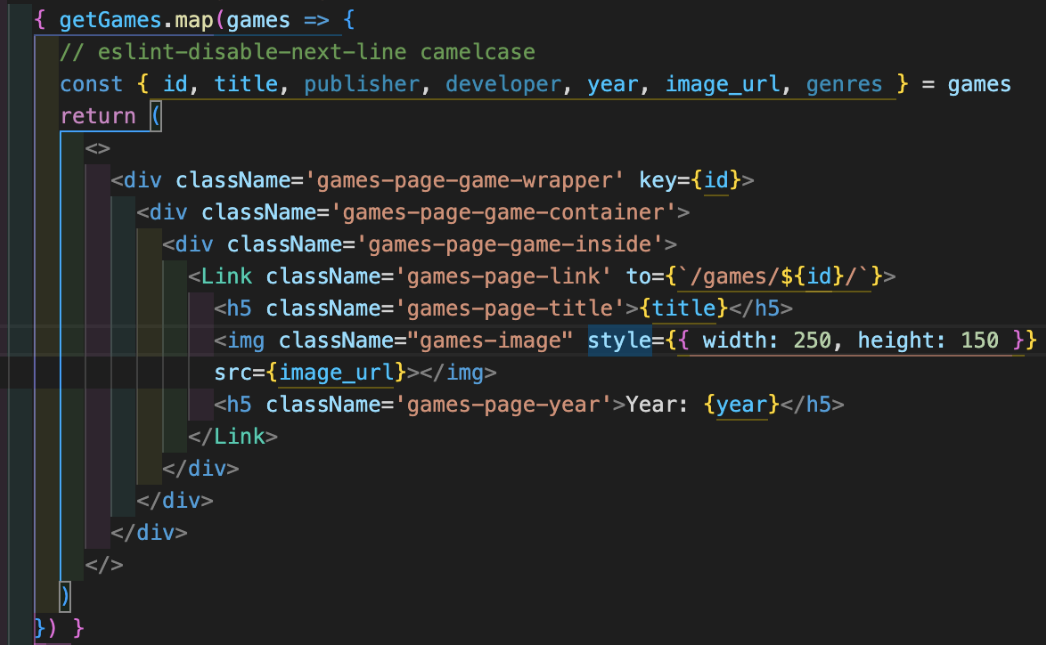 { getGames.map(games => {
// eslint-disable-next-line camelcase
const { id, title, publisher, developer, year, image_url, genres } = games
return (
<>
<div className='games-page-game-wrapper' key={id}>
<div className='games-page-game-container'>
<div className='games-page-game-inside'>
<Link className='games-page-link' to={`/games/${id}/`}>
<h5 className='games-page-title'>{title}</h5>
<img className="games-image" style={{ width: 250, height: 150 }}
src={image_url}></img>
<h5 className='games-page-year'>Year: {year}</h5>
</Link>
</div>
</div>
</div>
</>
)
}) }